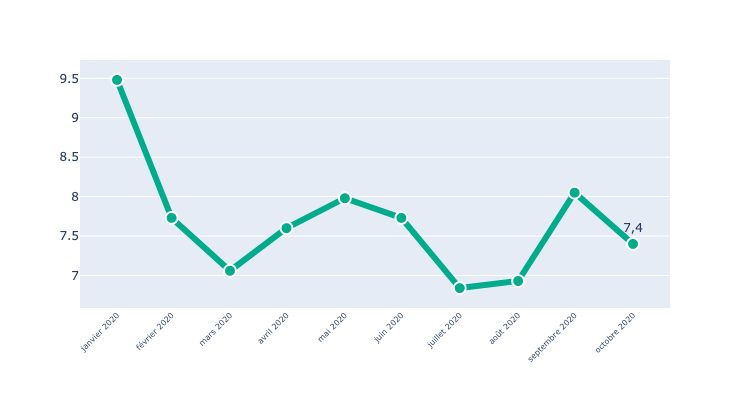 9.5
9
8.5
8
7.5
7
7,4
janvier 2020
février 2020
mars 2020
avril 2020
mai 2020
juin 2020
juillet 2020
août 2020
septembre 2020
octobre 2020